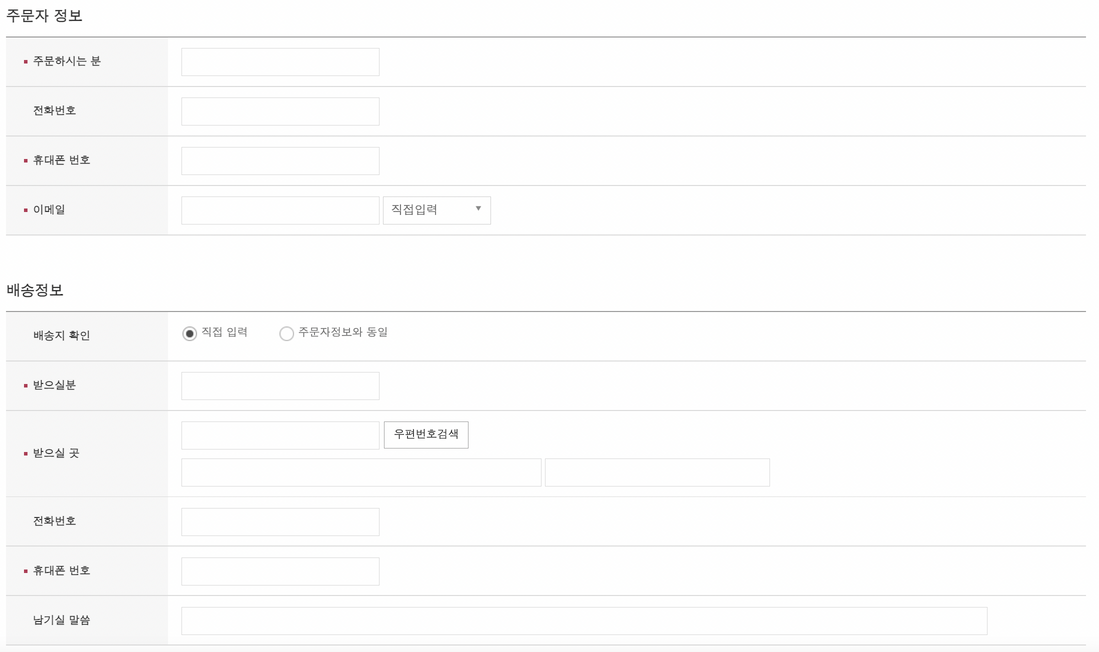 주문자 정보
주문하시는 분
전화번호
휴대폰 번호
이메일
직접입력
배송정보
배송지 확인
직접 입력 주문자정보와 동일
받으실분
받으실 곳
우편번호검색
전화번호
휴대폰 번호
남기실 말씀